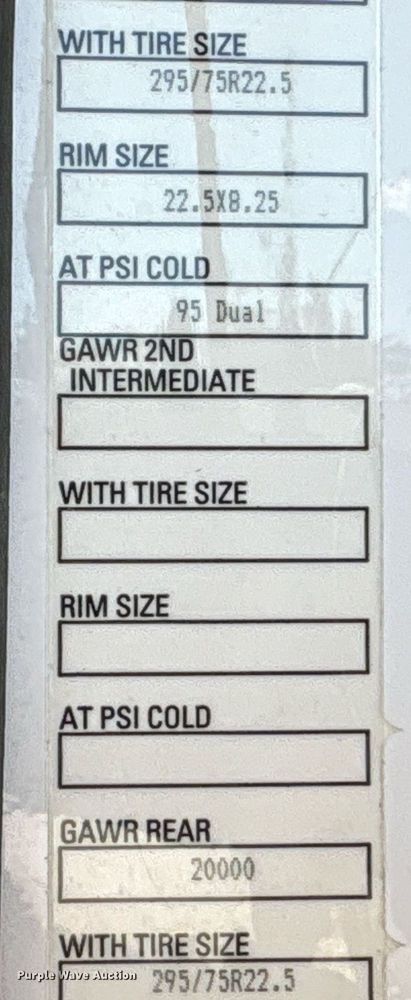 WITH TIRE SIZE
295/75R22.5
RIM SIZE
22.5X8.25
AT PSI COLD
95 Dual
GAWR 2ND
INTERMEDIATE
WITH TIRE SIZE
RIM SIZE
AT PSI COLD
GAWR REAR
20000
WITH TIRE SIZE
295/75R22.5
Purple Wave Auction